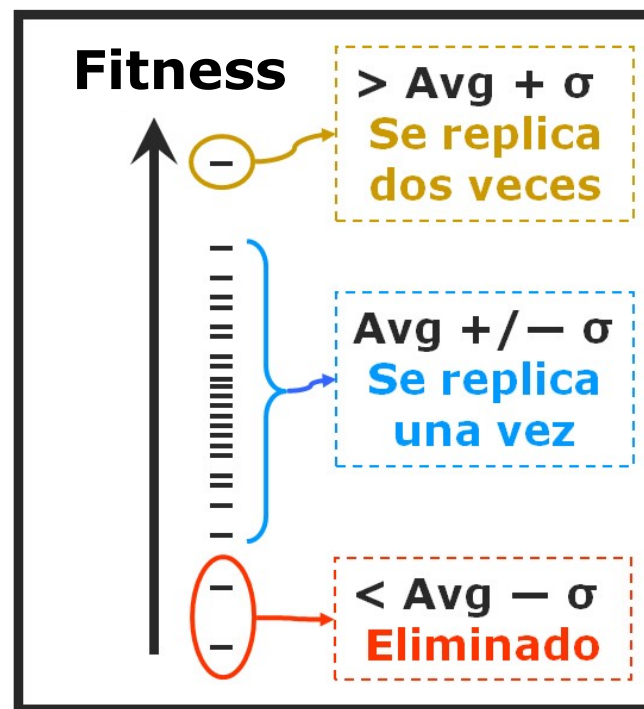 Fitness
> Avg + σ
Se replica
dos veces
Avg +/— σ
Se replica
una vez
< Avg — σ
Eliminado